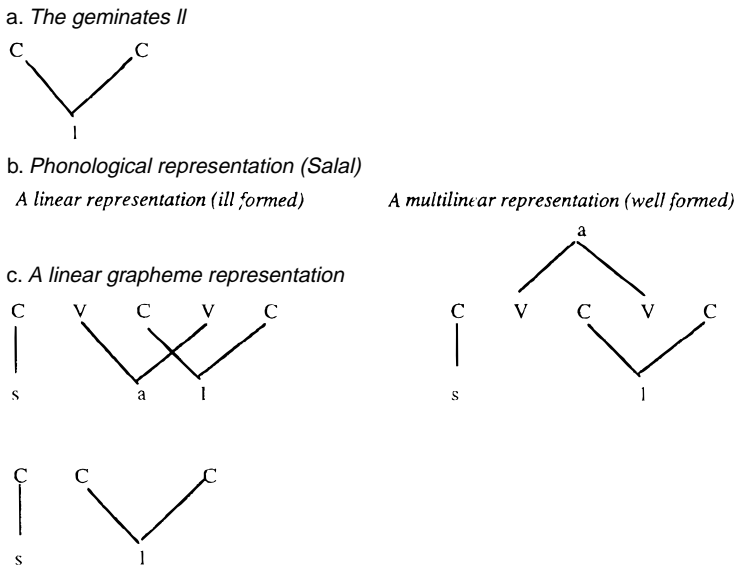 a. The geminates ll
C C
l
b. Phonological representation (Salal)
A linear representation (ill formed) A multilinear representation (well formed)
a
c. A linear grapheme representation
C V C V C C V C V C
s a l s l
C C C
s l